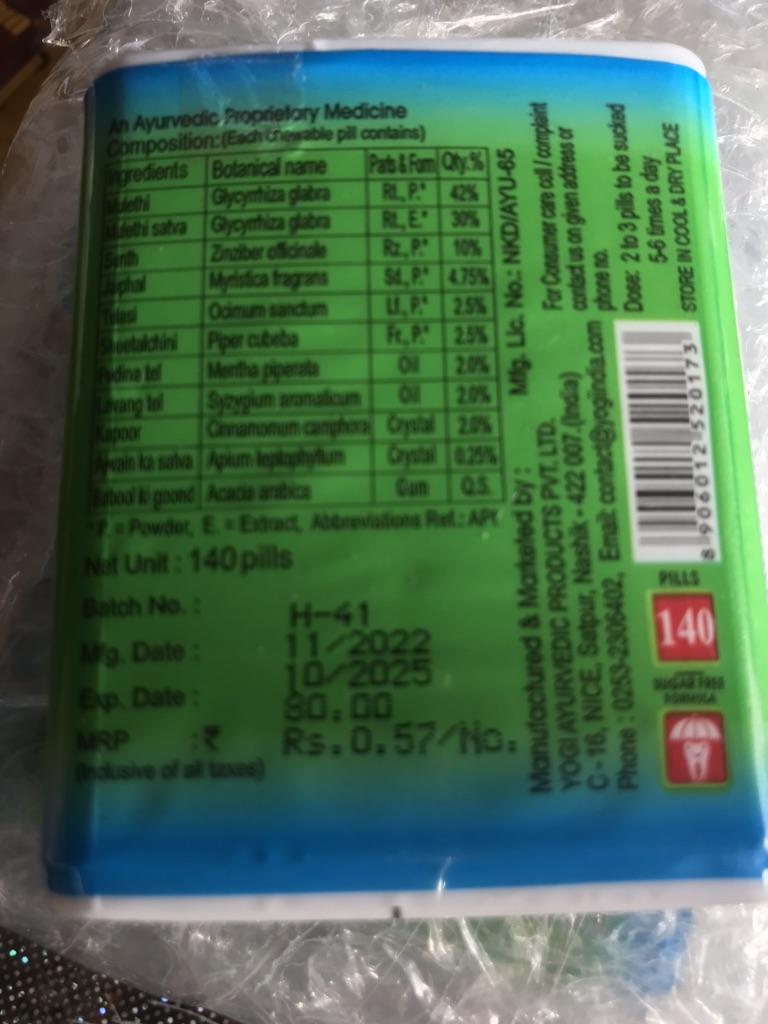 An Ayurvedic Proprietary Medicine
Composition:(Each chewable pill contains)
Ingredients Botanical name Parts & Form Qty.%
Mulethi Glycyrrhiza glabra Rt., P.* 42%
Mulethi satva Glycyrrhiza glabra Rt., E.* 30%
Sunth Zinziber officinale Rz., P.* 10%
Jaiphal Myristica fragrans Sd., P.* 4.75%
Tulasi Ocimum sanctum Lf., P.* 2.5%
Sheetalchini Piper cubeba Fr., P.* 2.5%
Pudina tel Mentha piperata Oil 2.0%
Lavang tel Syzygium aromaticum Oil 2.0%
Kapoor Cinnamomum camphora Crystal 2.0%
Ajwain ka satva Apium leptophyllum Crystal 0.25%
Babool ki goond Acacia arabica Gum Q.S.
* P. = Powder, E. = Extract, Abbreviations Ref.: API
Net Unit : 140 pills
Batch No. : H-41
Mfg. Date : 11/2022
Exp. Date : 10/2025
MRP :₹ 80.00
(Inclusive of all taxes) Rs.0.57/No.
Mfg. Lic. No.: NKD/AYU-65
Manufactured & Marketed by :
YOGI AYURVEDIC PRODUCTS PVT. LTD.
C - 16, NICE, Satpur, Nashik - 422 007.(India)
Phone : 0253-2306402, Email: contact@yogiindia.com
For Consumer care call / complaint
contact us on given address or
phone no.
Dose: 2 to 3 pills to be sucked
5-6 times a day
STORE IN COOL & DRY PLACE
8 906012 520173
PILLS
140
SUGAR FREE
FORMULA